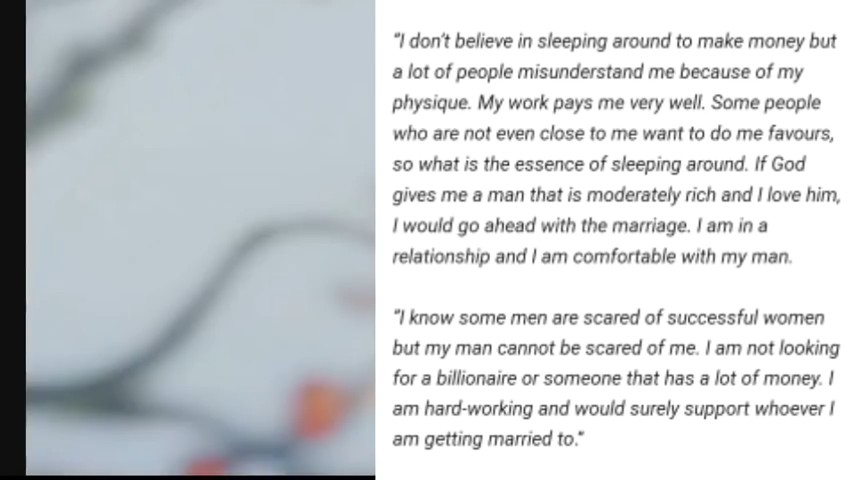 “I don’t believe in sleeping around to make money but
a lot of people misunderstand me because of my
physique. My work pays me very well. Some people
who are not even close to me want to do me favours,
so what is the essence of sleeping around. If God
gives me a man that is moderately rich and I love him,
I would go ahead with the marriage. I am in a
relationship and I am comfortable with my man.
“I know some men are scared of successful women
but my man cannot be scared of me. I am not looking
for a billionaire or someone that has a lot of money. I
am hard-working and would surely support whoever I
am getting married to.”